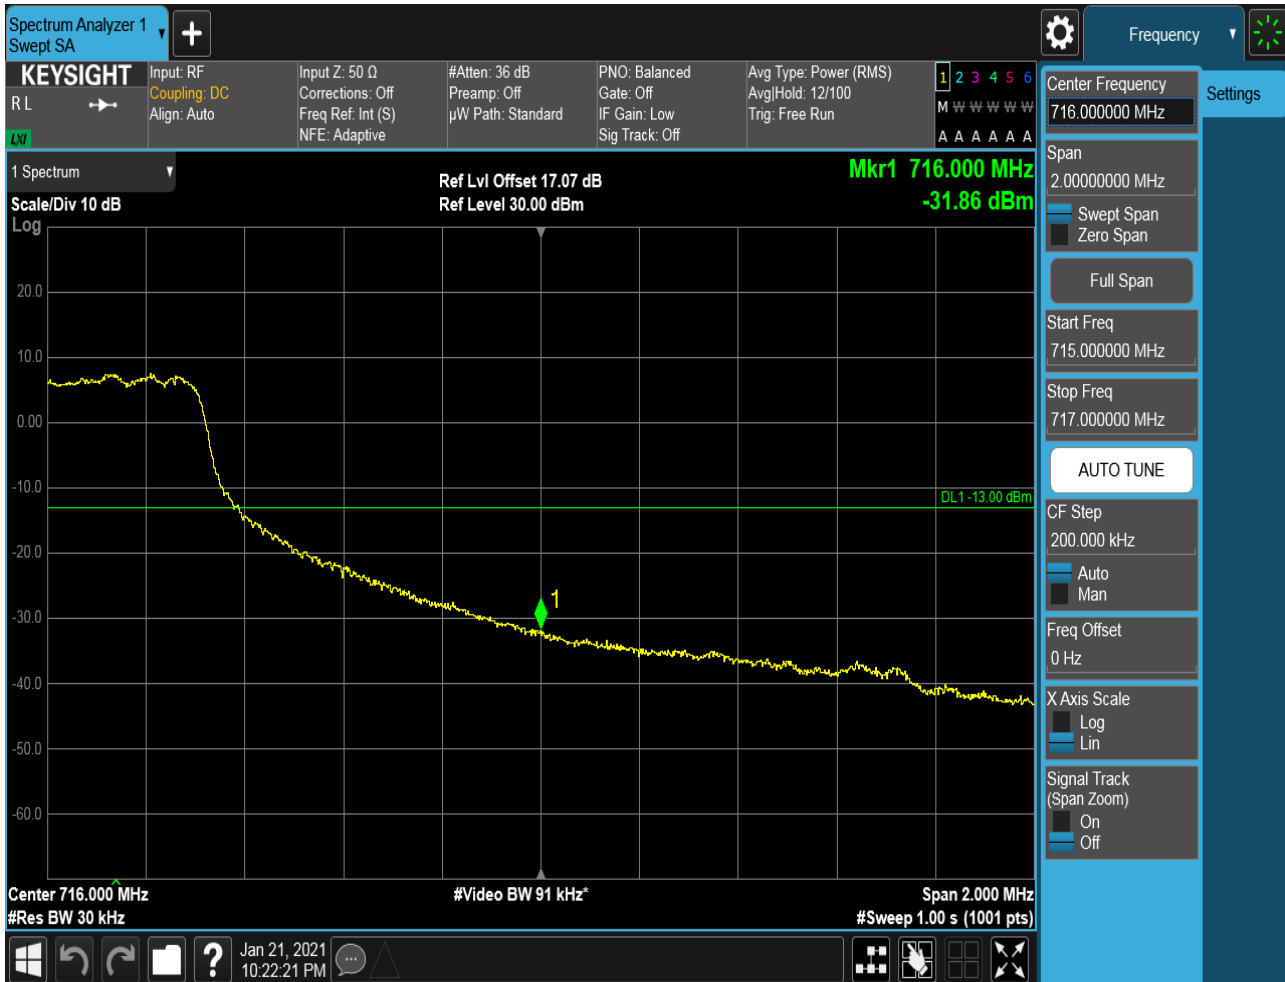 Spectrum Analyzer 1
Swept SA
Frequency
KEYSIGHT
R L
LXI
Input: RF
Coupling: DC
Align: Auto
Input Z: 50 Ω
Corrections: Off
Freq Ref: Int (S)
NFE: Adaptive
#Atten: 36 dB
Preamp: Off
µW Path: Standard
PNO: Balanced
Gate: Off
IF Gain: Low
Sig Track: Off
Avg Type: Power (RMS)
Avg|Hold: 12/100
Trig: Free Run
1 2 3 4 5 6
M W W W W W
A A A A A A
1 Spectrum
Scale/Div 10 dB
Log
Ref Lvl Offset 17.07 dB
Ref Level 30.00 dBm
Mkr1 716.000 MHz
-31.86 dBm
20.0
10.0
0.00
-10.0
-20.0
-30.0
-40.0
-50.0
-60.0
DL1 -13.00 dBm
1
Center 716.000 MHz
#Res BW 30 kHz
#Video BW 91 kHz*
Span 2.000 MHz
#Sweep 1.00 s (1001 pts)
Center Frequency
716.000000 MHz
Settings
Span
2.00000000 MHz
Swept Span
Zero Span
Full Span
Start Freq
715.000000 MHz
Stop Freq
717.000000 MHz
AUTO TUNE
CF Step
200.000 kHz
Auto
Man
Freq Offset
0 Hz
X Axis Scale
Log
Lin
Signal Track
(Span Zoom)
On
Off
?
Jan 21, 2021
10:22:21 PM